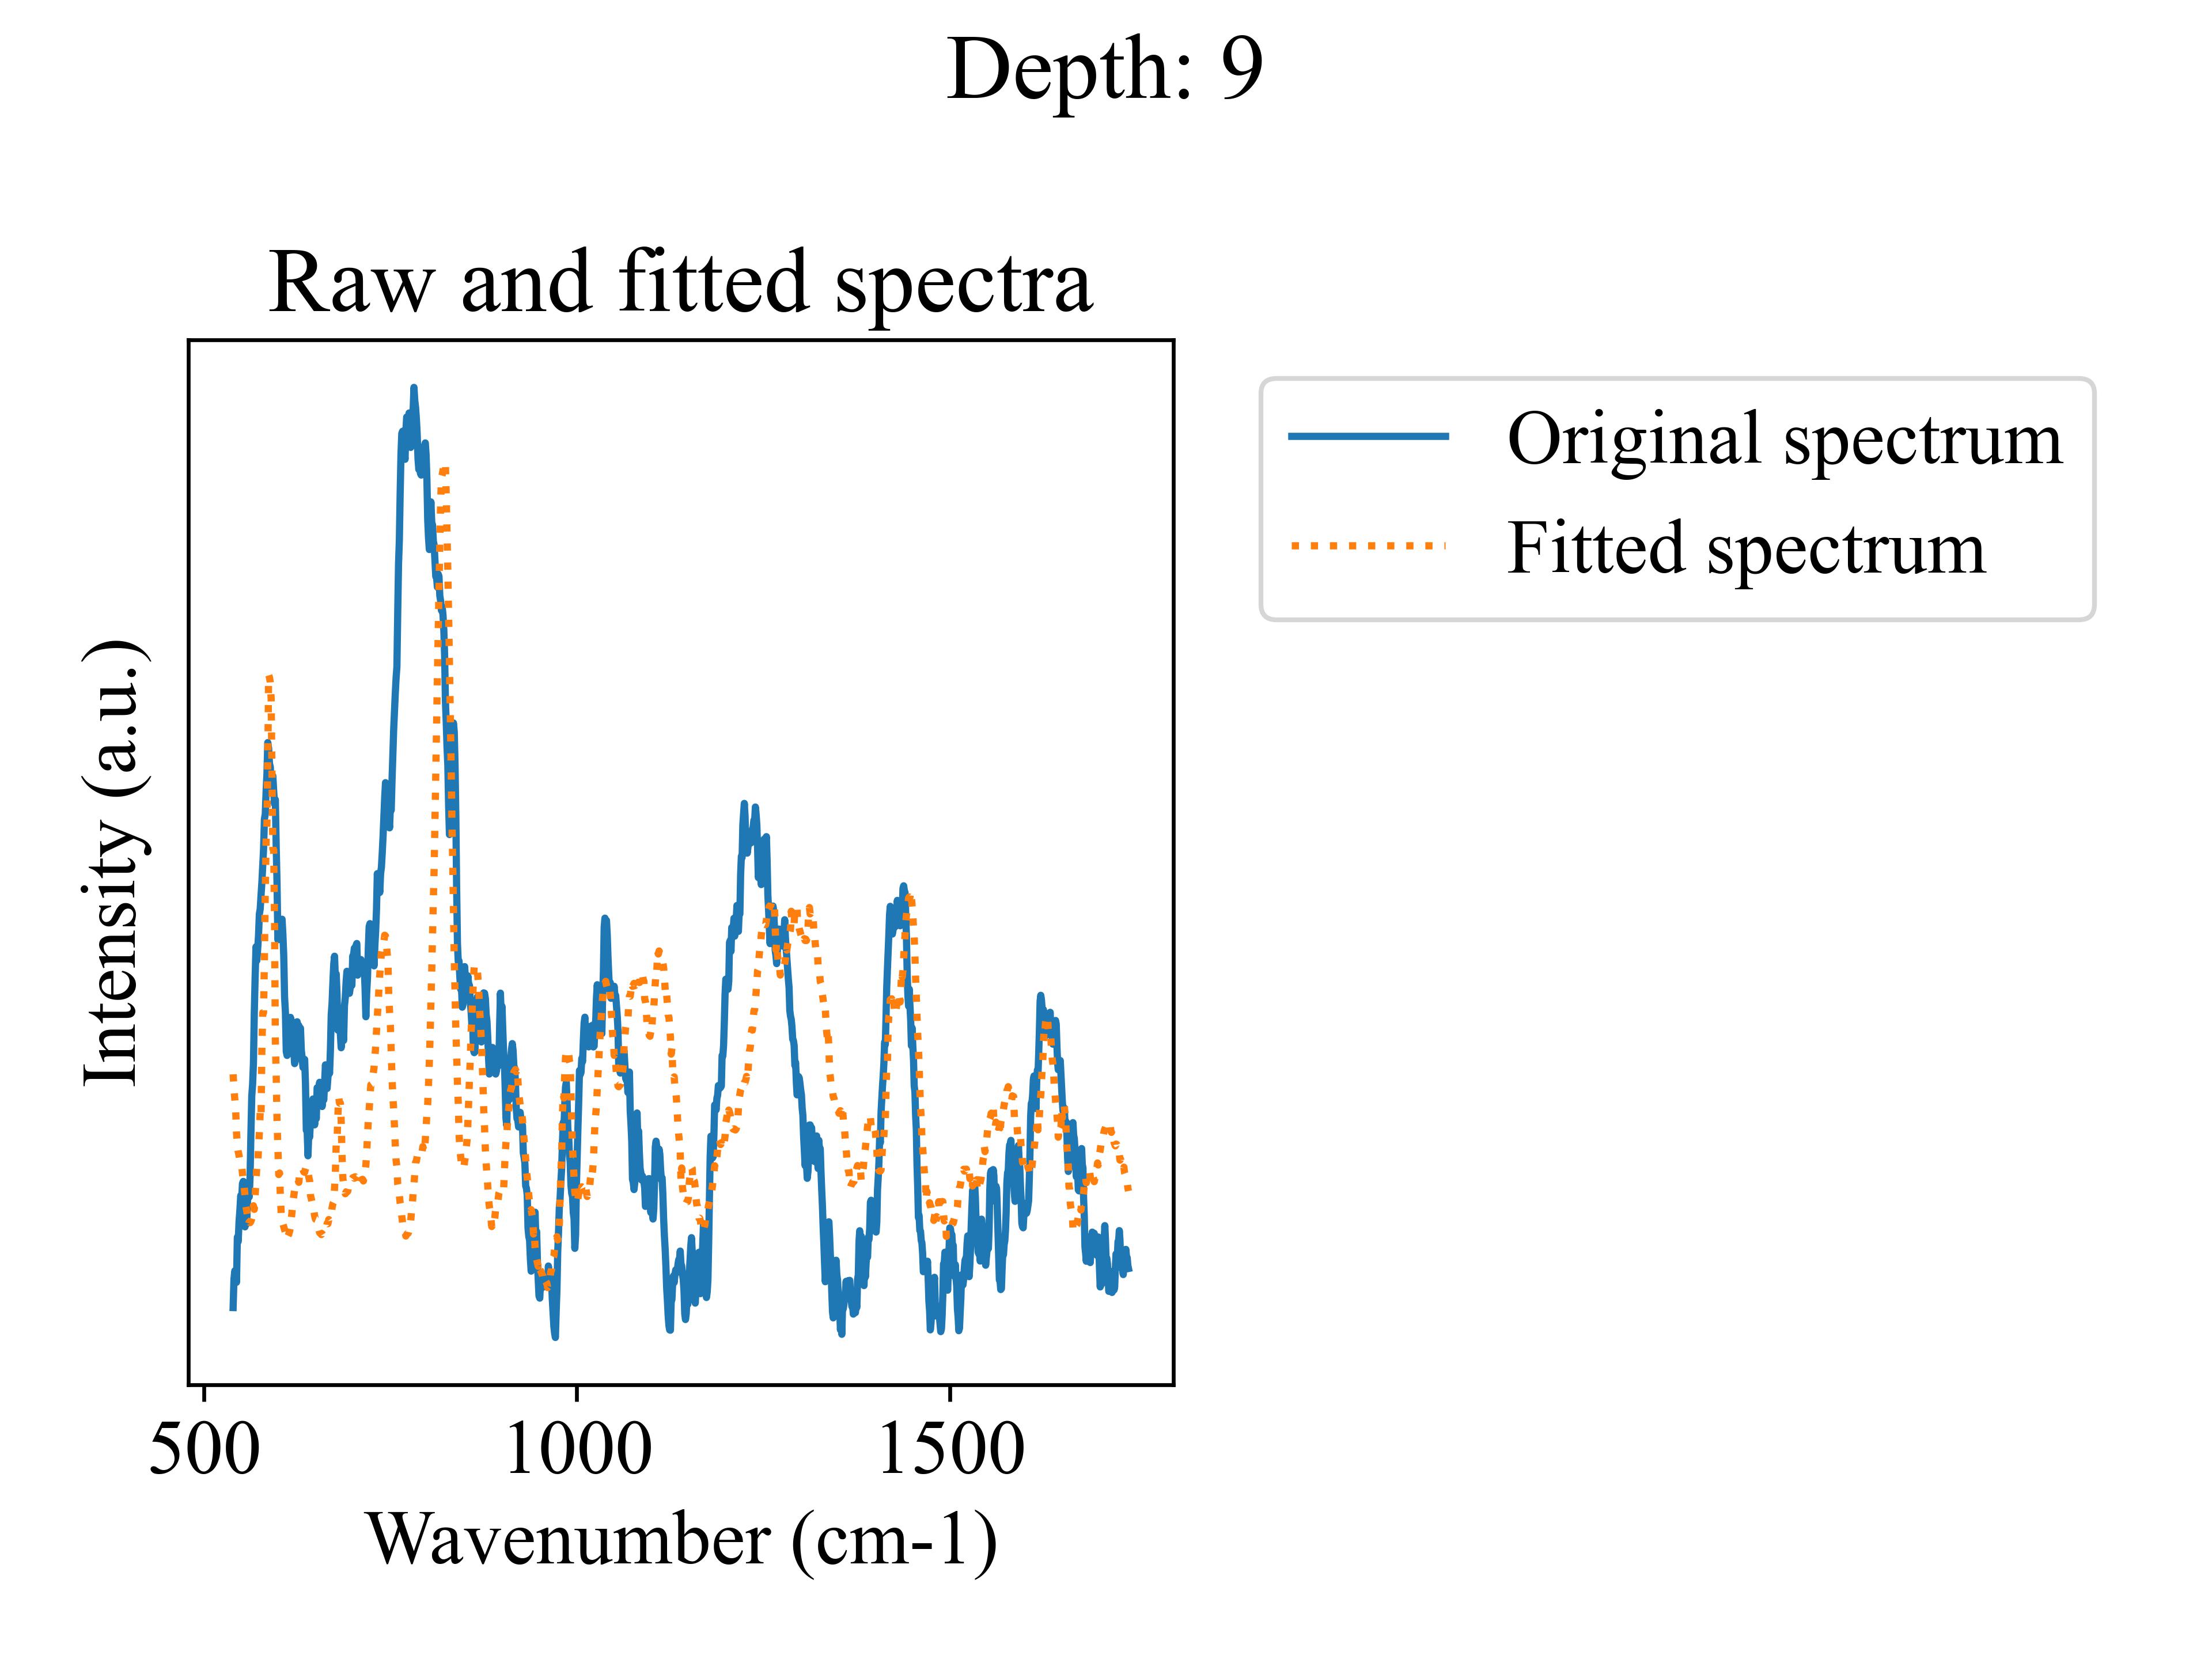 Depth: 9
Raw and fitted spectra
Original spectrum
Fitted spectrum
Intensity (a.u.)
500 1000 1500
Wavenumber (cm-1)